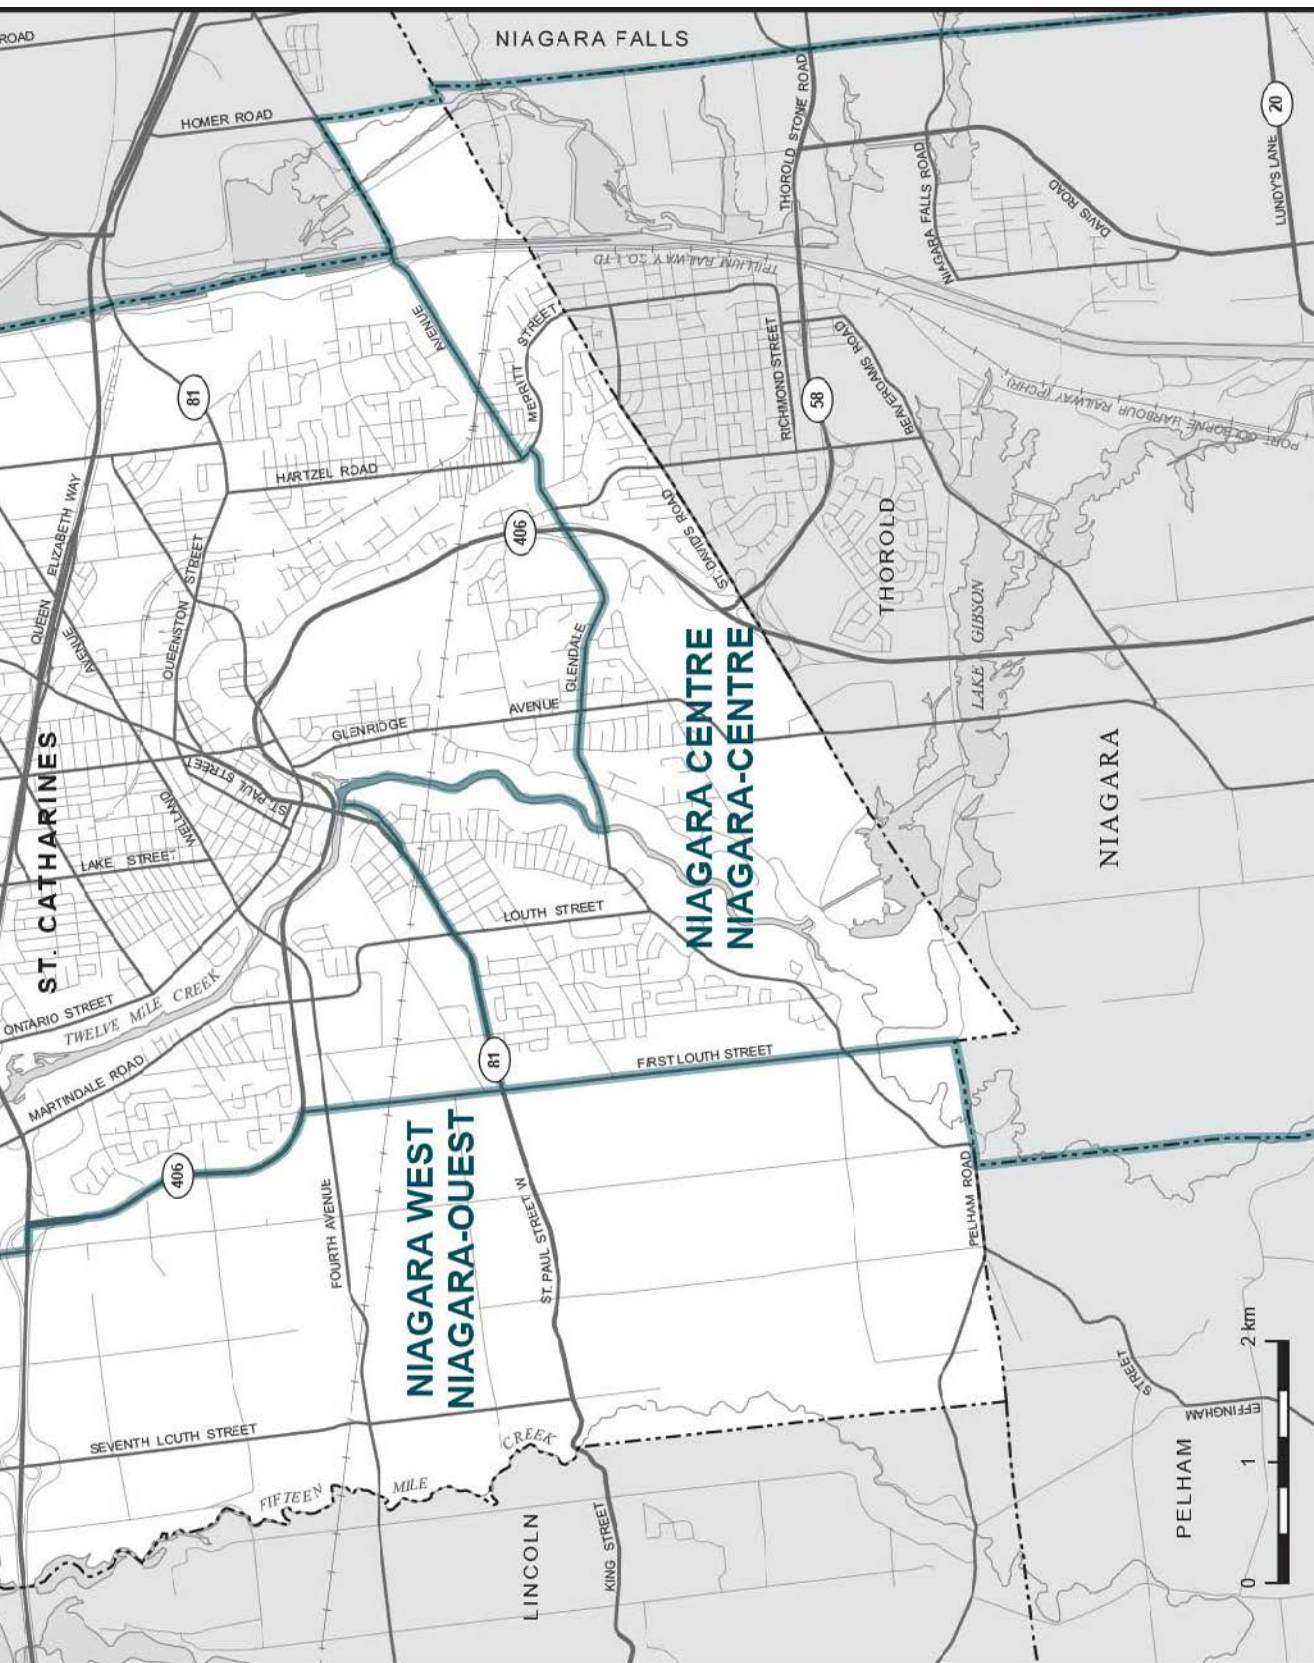 ROAD
NIAGARA FALLS
HOMER ROAD
THOROLD STONE ROAD
NIAGARA FALLS ROAD
DAVIS ROAD
20
LUNDY'S LANE
TRILLIUM RAILWAY CO. LTD
AVENUE
MERRITT STREET
81
RICHMOND STREET
58
BEAVERDAMS ROAD
PORT COLBORNE HARBOUR RAILWAY (PCHR)
HARTZEL ROAD
QUEEN ELIZABETH WAY
406
ST. DAVID'S ROAD
THOROLD
QUEENSTON STREET
AVENUE
GLENDALE
LAKE GIBSON
NIAGARA CENTRE
NIAGARA-CENTRE
GLENRIDGE AVENUE
ST. PAUL STREET
WELLAND
LAKE STREET
ST. CATHARINES
NIAGARA
LOUTH STREET
ONTARIO STREET
TWELVE MILE CREEK
MARTINDALE ROAD
81
FIRST LOUTH STREET
406
FOURTH AVENUE
NIAGARA WEST
NIAGARA-OUEST
ST. PAUL STREET W
PELHAM ROAD
SEVENTH LOUTH STREET
FIFTEEN MILE CREEK
LINCOLN
KING STREET
EFFINGHAM STREET
PELHAM
0 1 2 km